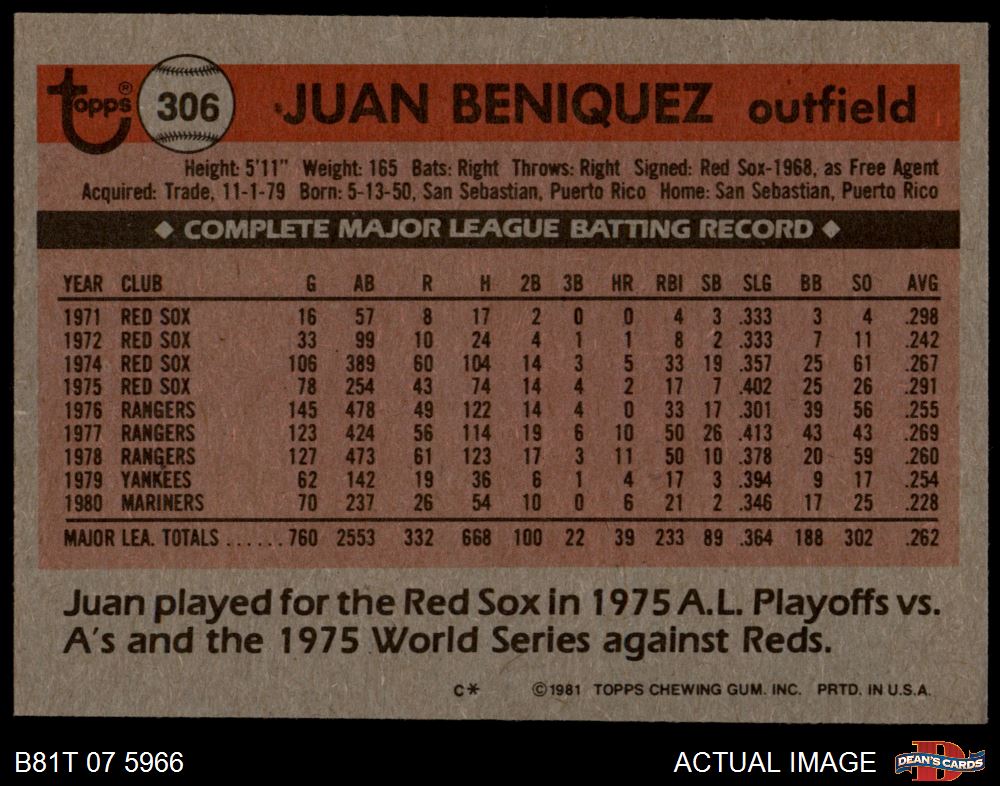 Topps® 306 JUAN BENIQUEZ outfield
Height: 5'11" Weight: 165 Bats: Right Throws: Right Signed: Red Sox-1968, as Free Agent
Acquired: Trade, 11-1-79 Born: 5-13-50, San Sebastian, Puerto Rico Home: San Sebastian, Puerto Rico
◆ COMPLETE MAJOR LEAGUE BATTING RECORD ◆
YEAR CLUB G AB R H 2B 3B HR RBI SB SLG BB SO AVG
1971 RED SOX 16 57 8 17 2 0 0 4 3 .333 3 4 .298
1972 RED SOX 33 99 10 24 4 1 1 8 2 .333 7 11 .242
1974 RED SOX 106 389 60 104 14 3 5 33 19 .357 25 61 .267
1975 RED SOX 78 254 43 74 14 4 2 17 7 .402 25 26 .291
1976 RANGERS 145 478 49 122 14 4 0 33 17 .301 39 56 .255
1977 RANGERS 123 424 56 114 19 6 10 50 26 .413 43 43 .269
1978 RANGERS 127 473 61 123 17 3 11 50 10 .378 20 59 .260
1979 YANKEES 62 142 19 36 6 1 4 17 3 .394 9 17 .254
1980 MARINERS 70 237 26 54 10 0 6 21 2 .346 17 25 .228
MAJOR LEA. TOTALS ...... 760 2553 332 668 100 22 39 233 89 .364 188 302 .262
Juan played for the Red Sox in 1975 A.L. Playoffs vs.
A's and the 1975 World Series against Reds.
C* ©1981 TOPPS CHEWING GUM. INC. PRTD. IN U.S.A.
B81T 07 5966 ACTUAL IMAGE DEAN'S CARDS